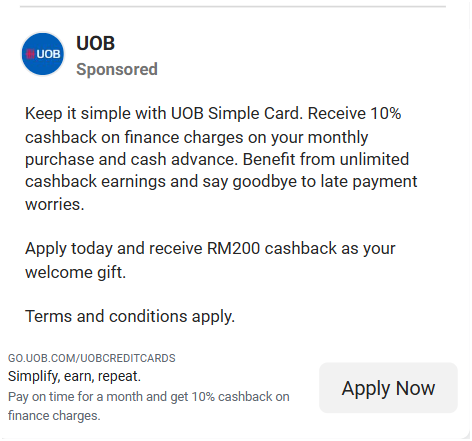 UOB
UOB
Sponsored
Keep it simple with UOB Simple Card. Receive 10%
cashback on finance charges on your monthly
purchase and cash advance. Benefit from unlimited
cashback earnings and say goodbye to late payment
worries.
Apply today and receive RM200 cashback as your
welcome gift.
Terms and conditions apply.
GO.UOB.COM/UOBCREDITCARDS
Simplify, earn, repeat.
Pay on time for a month and get 10% cashback on
finance charges.
Apply Now